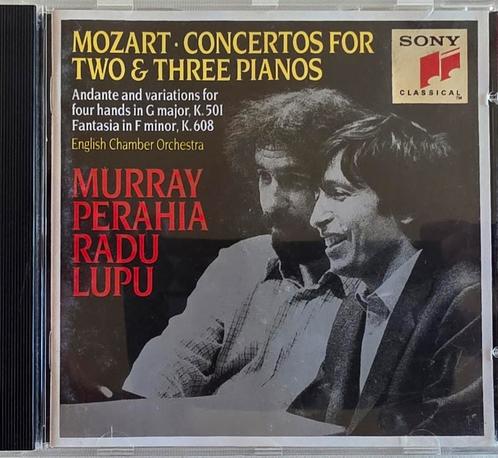 MOZART · CONCERTOS FOR
TWO & THREE PIANOS
Andante and variations for
four hands in G major, K.501
Fantasia in F minor, K.608
English Chamber Orchestra
MURRAY
PERAHIA
RADU
LUPU
SONY
CLASSICAL™